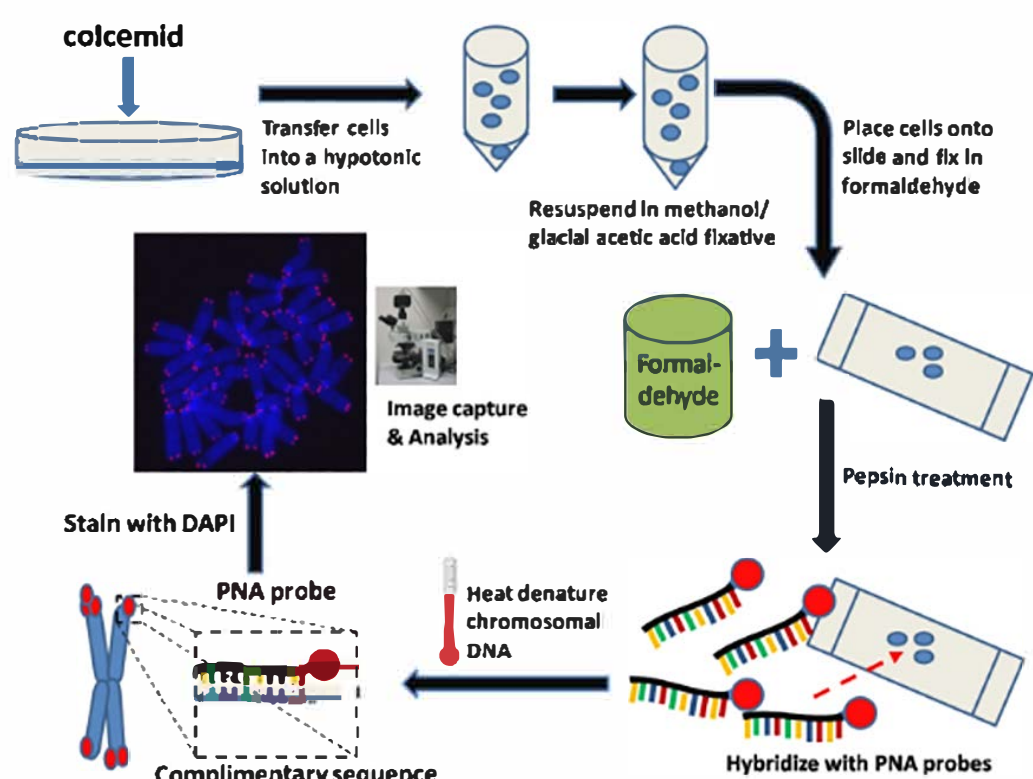 colcemid
Transfer cells
into a hypotonic
solution
Resuspend in methanol/
glacial acetic acid fixative
Place cells onto
slide and fix in
formaldehyde
Formal-
dehyde
Pepsin treatment
Hybridize with PNA probes
Heat denature
chromosomal
DNA
PNA probe
Complimentary sequence
Stain with DAPI
Image capture
& Analysis